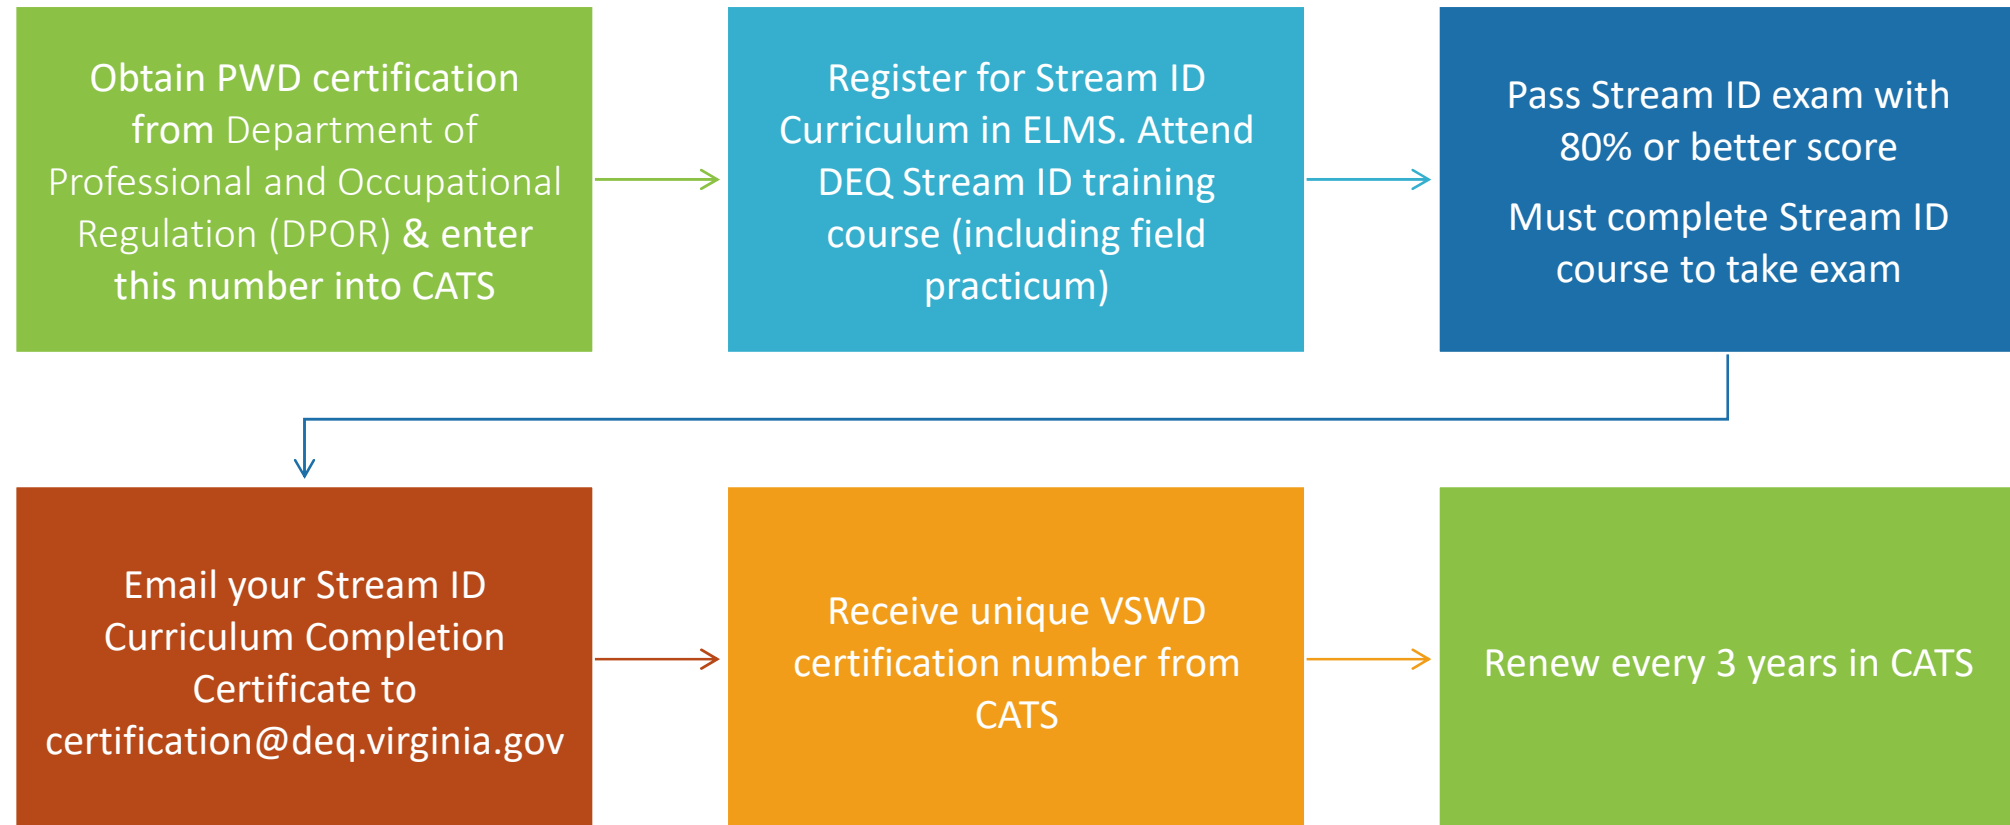 Obtain PWD certification
from Department of
Professional and Occupational
Regulation (DPOR) & enter
this number into CATS
Register for Stream ID
Curriculum in ELMS. Attend
DEQ Stream ID training
course (including field
practicum)
Pass Stream ID exam with
80% or better score
Must complete Stream ID
course to take exam
Email your Stream ID
Curriculum Completion
Certificate to
certification@deq.virginia.gov
Receive unique VSWD
certification number from
CATS
Renew every 3 years in CATS